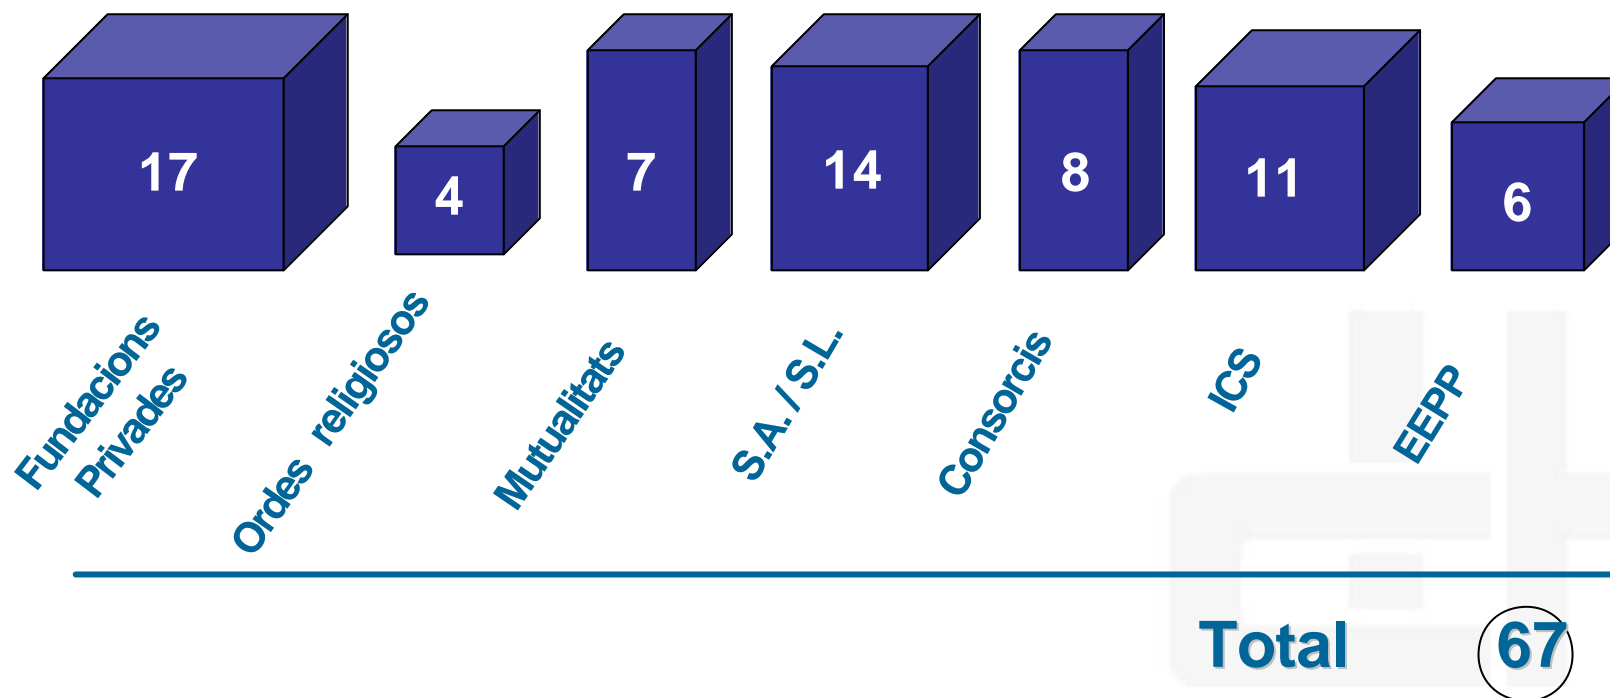 17
4
7
14
8
11
6
Fundacions
Privades
Ordes religiosos
Mutualitats
S.A. / S.L.
Consorcis
ICS
EEPP
Total 67